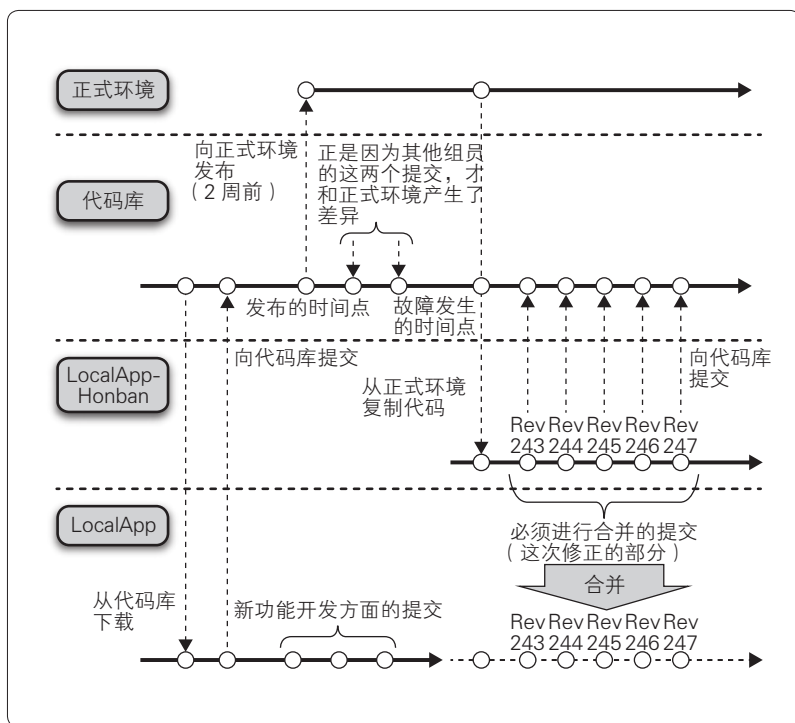 正式环境
向正式环境
发布
（2 周前）
正是因为其他组员
的这两个提交，才
和正式环境产生了
差异
代码库
发布的时间点
故障发生
的时间点
LocalApp-
Honban
向代码库提交
从正式环境
复制代码
向代码库
提交
Rev Rev Rev Rev Rev
243 244 245 246 247
LocalApp
必须进行合并的提交
（这次修正的部分）
合并
从代码库
下载
新功能开发方面的提交
Rev Rev Rev Rev Rev
243 244 245 246 247